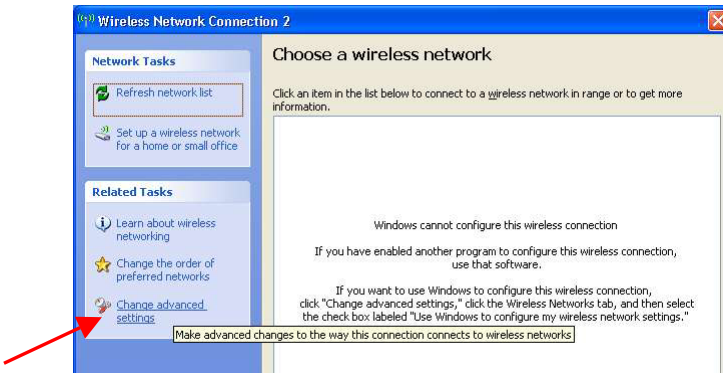 Wireless Network Connection 2
Network Tasks
Refresh network list
Set up a wireless network
for a home or small office
Related Tasks
Learn about wireless
networking
Change the order of
preferred networks
Change advanced
settings
Choose a wireless network
Click an item in the list below to connect to a wireless network in range or to get more
information.
Windows cannot configure this wireless connection
If you have enabled another program to configure this wireless connection,
use that software.
If you want to use Windows to configure this wireless connection,
click "Change advanced settings," click the Wireless Networks tab, and then select
the check box labeled "Use Windows to configure my wireless network settings."
Make advanced changes to the way this connection connects to wireless networks